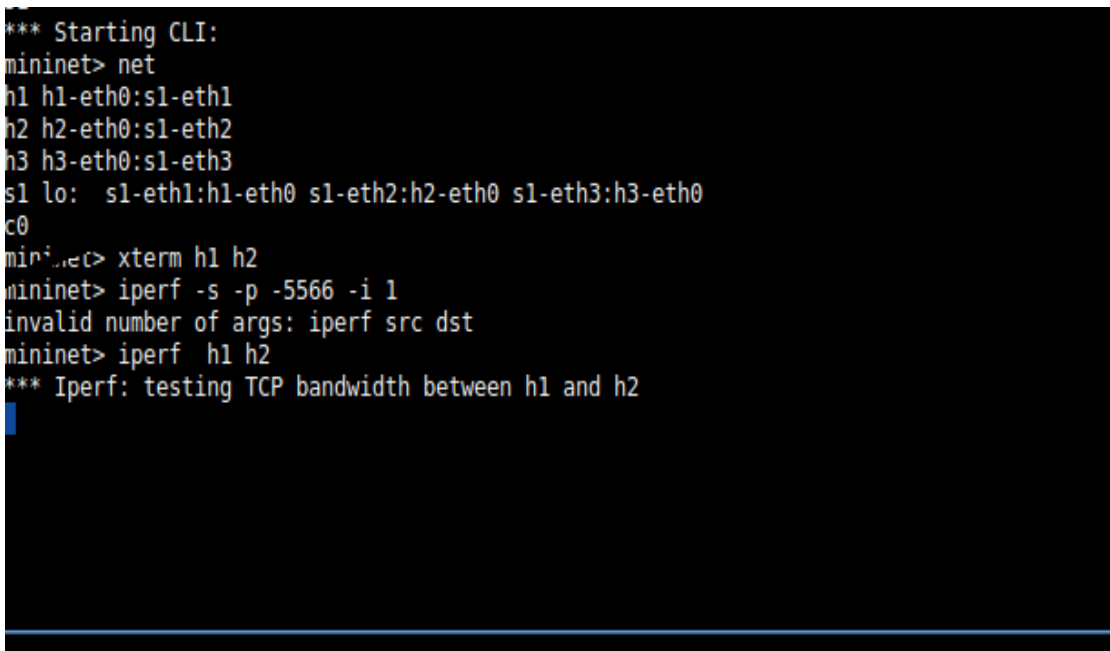 *** Starting CLI:
mininet> net
h1 h1-eth0:s1-eth1
h2 h2-eth0:s1-eth2
h3 h3-eth0:s1-eth3
s1 lo:  s1-eth1:h1-eth0 s1-eth2:h2-eth0 s1-eth3:h3-eth0
c0
mininet> xterm h1 h2
mininet> iperf -s -p -5566 -i 1
invalid number of args: iperf src dst
mininet> iperf  h1 h2
*** Iperf: testing TCP bandwidth between h1 and h2